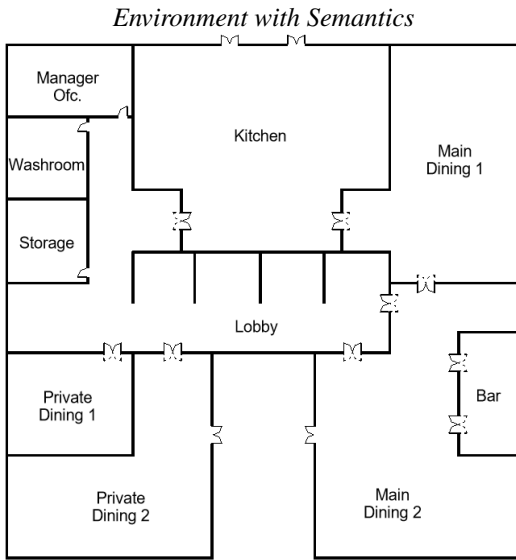 Environment with Semantics
Manager
Ofc.
Kitchen
Main
Dining 1
Washroom
Storage
Lobby
Private
Dining 1
Bar
Private
Dining 2
Main
Dining 2